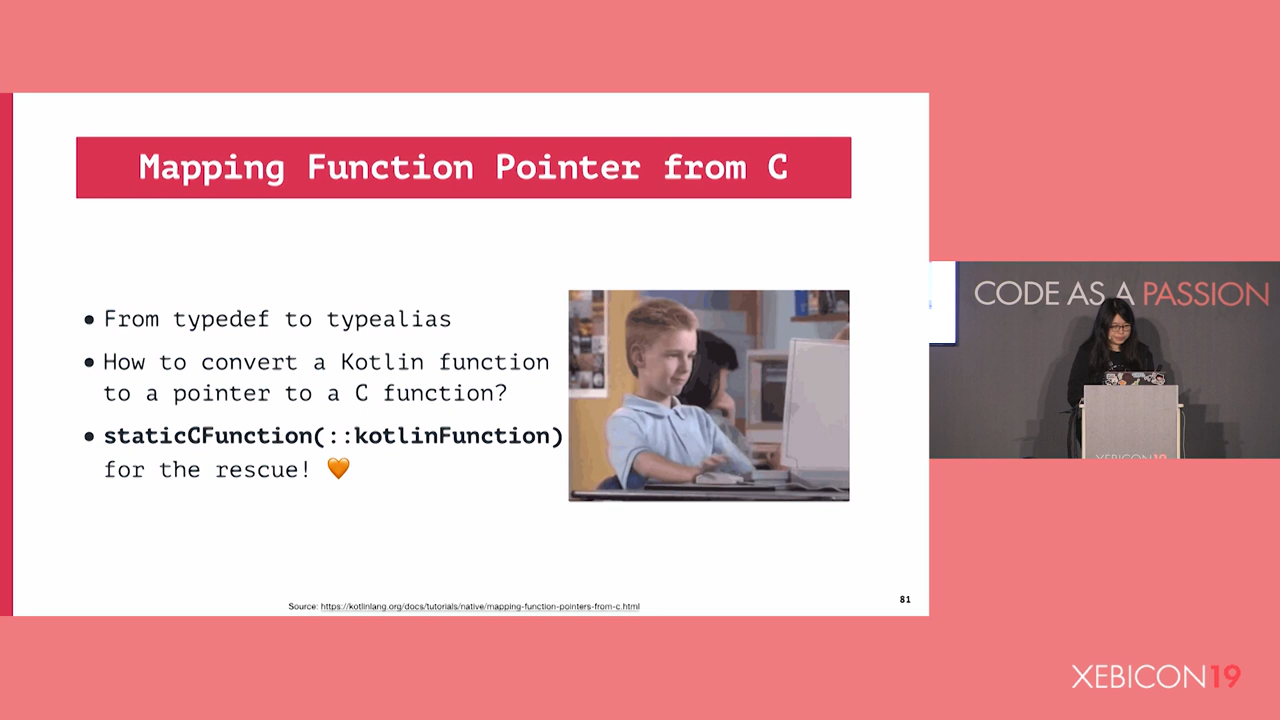 Mapping Function Pointer from C
● From typedef to typealias
● How to convert a Kotlin function
to a pointer to a C function?
● staticCFunction(::kotlinFunction)
for the rescue! 🧡
Source: https://kotlinlang.org/docs/tutorials/native/mapping-function-pointers-from-c.html
81
CODE AS A PASSION
XEBICON19
XEBICON19